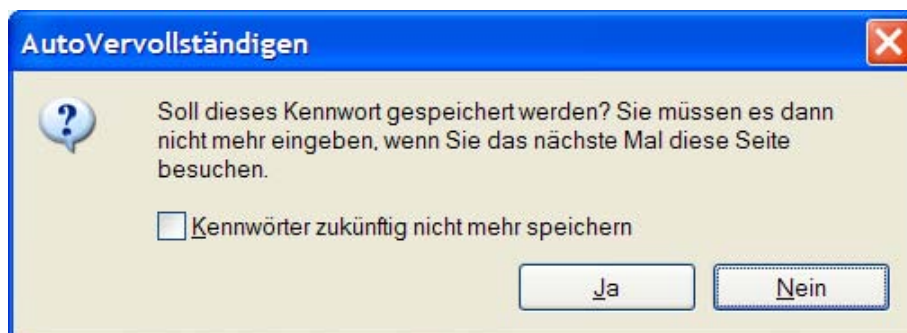 AutoVervollständigen
Soll dieses Kennwort gespeichert werden? Sie müssen es dann
nicht mehr eingeben, wenn Sie das nächste Mal diese Seite
besuchen.
Kennwörter zukünftig nicht mehr speichern
Ja
Nein